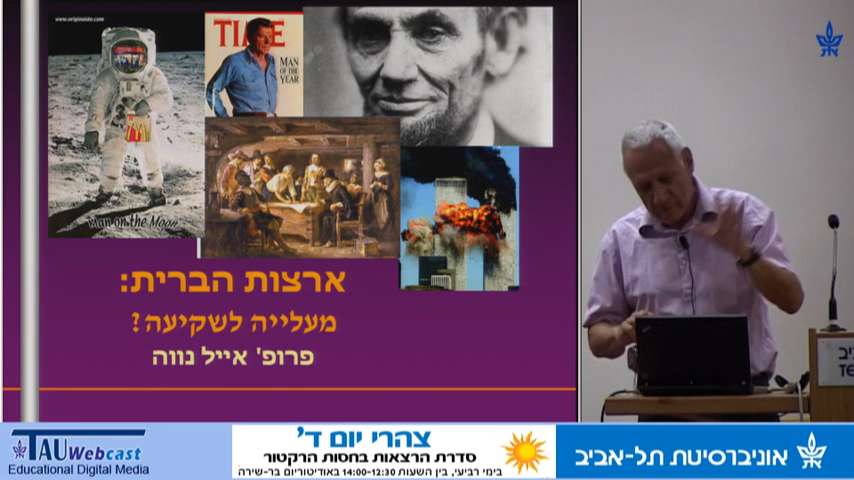 www.originside.com
TIME
MAN
OF THE
YEAR
Man on the Moon
ארצות הברית:
מעלייה לשקיעה?
פרופ' אייל נווה
TAU Webcast
Educational Digital Media
צהרי יום ד'
סדרת הרצאות בחסות הרקטור
בימי רביעי, בין השעות 14:00-12:30 באודיטוריום בר-שירה
אוניברסיטת תל-אביב